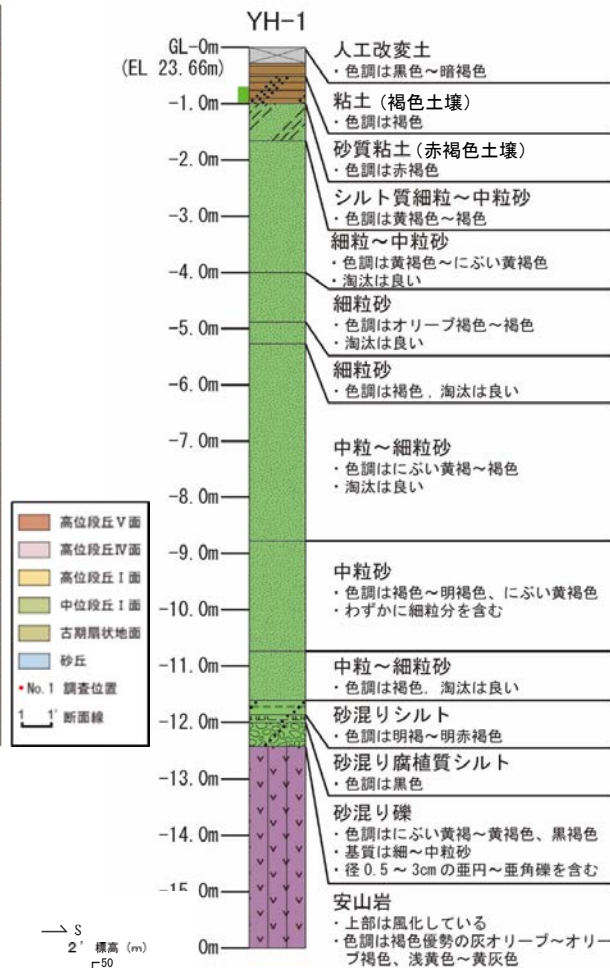 YH-1
GL-0m
(EL 23.66m)
-1.0m
-2.0m
-3.0m
-4.0m
-5.0m
-6.0m
-7.0m
-8.0m
-9.0m
-10.0m
-11.0m
-12.0m
-13.0m
-14.0m
-15.0m
0m
人工改変土
・色調は黒色～暗褐色
粘土(褐色土壌)
・色調は褐色
砂質粘土(赤褐色土壌)
・色調は赤褐色
シルト質細粒～中粒砂
・色調は黄褐色～褐色
細粒～中粒砂
・色調は黄褐色～にぶい黄褐色
・淘汰は良い
細粒砂
・色調はオリーブ褐色～褐色
・淘汰は良い
細粒砂
・色調は褐色．淘汰は良い
中粒～細粒砂
・色調はにぶい黄褐～褐色
・淘汰は良い
中粒砂
・色調は褐色～明褐色、にぶい黄褐色
・わずかに細粒分を含む
中粒～細粒砂
・色調は褐色．淘汰は良い
砂混りシルト
・色調は明褐～明赤褐色
砂混り腐植質シルト
・色調は黒色
砂混り礫
・色調はにぶい黄褐～黄褐色、黒褐色
・基質は細～中粒砂
・径0.5～3cmの亜円～亜角礫を含む
安山岩
・上部は風化している
・色調は褐色優勢の灰オリーブ～オリー
ブ褐色、浅黄色～黄灰色
高位段丘Ⅴ面
高位段丘Ⅳ面
高位段丘Ⅰ面
中位段丘Ⅰ面
古期扇状地面
砂丘
No.1 調査位置
1 1' 断面線
→ S
2' 標高 (m)
50